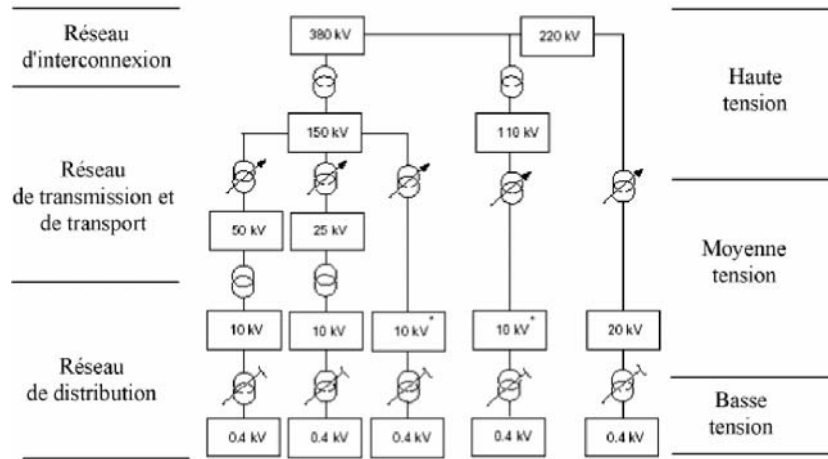 Réseau
d'interconnexion
380 kV
220 kV
Haute
tension
150 kV
110 kV
Réseau
de transmission et
de transport
50 kV
25 kV
Moyenne
tension
10 kV
10 kV
10 kV*
10 kV*
20 kV
Réseau
de distribution
Basse
tension
0.4 kV
0.4 kV
0.4 kV
0.4 kV
0.4 kV